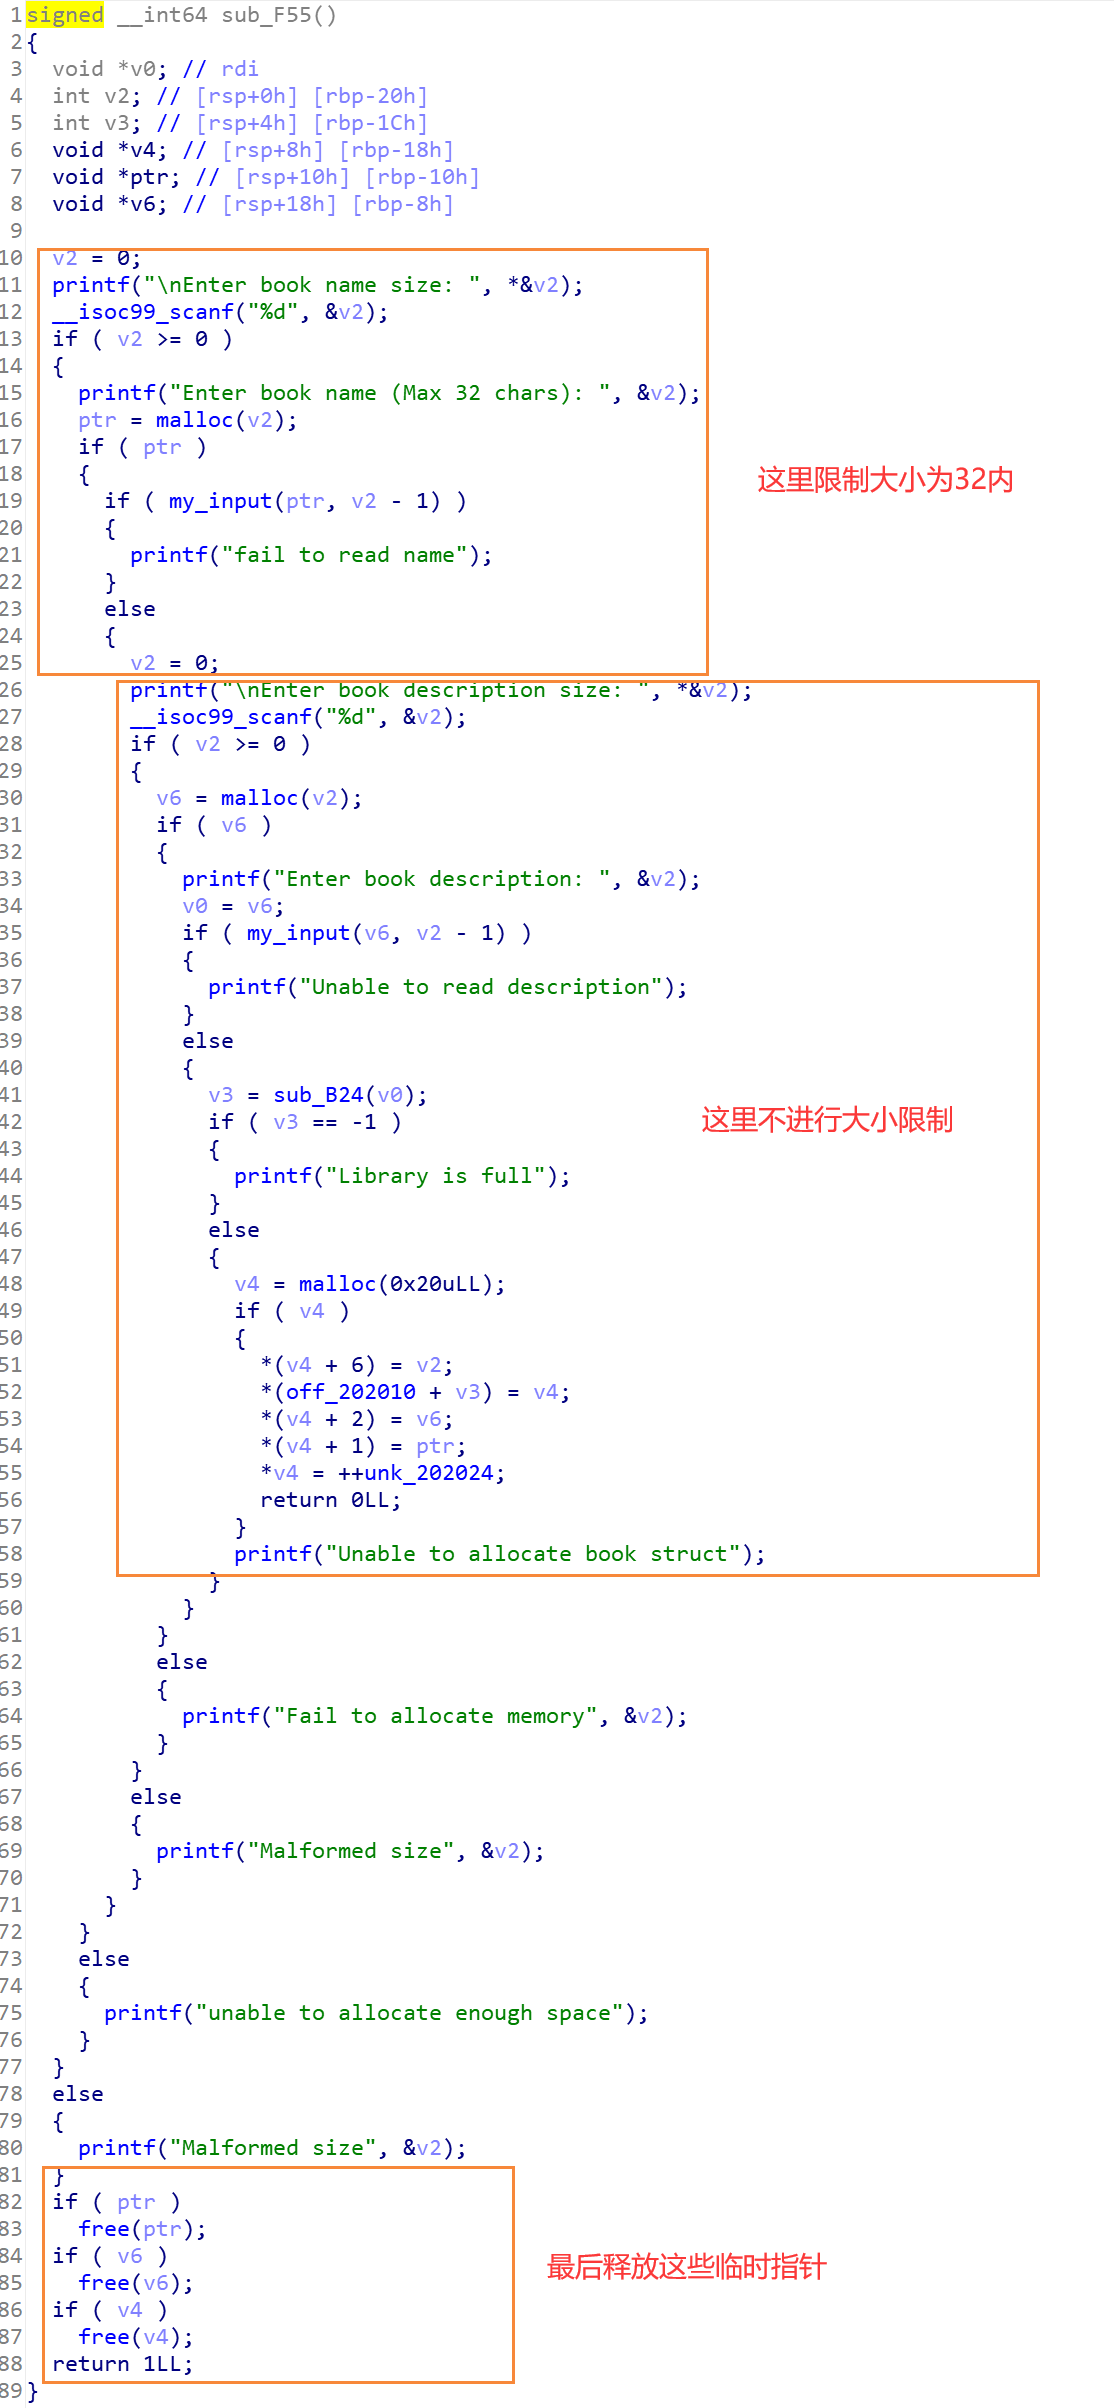 1 signed __int64 sub_F55()
2 {
3   void *v0; // rdi
4   int v2; // [rsp+0h] [rbp-20h]
5   int v3; // [rsp+4h] [rbp-1Ch]
6   void *v4; // [rsp+8h] [rbp-18h]
7   void *ptr; // [rsp+10h] [rbp-10h]
8   void *v6; // [rsp+18h] [rbp-8h]
9
10   v2 = 0;
11   printf("\nEnter book name size: ", *&v2);
12   __isoc99_scanf("%d", &v2);
13   if ( v2 >= 0 )
14   {
15     printf("Enter book name (Max 32 chars): ", &v2);
16     ptr = malloc(v2);
17     if ( ptr )
18     {
这里限制大小为32内
19       if ( my_input(ptr, v2 - 1) )
20       {
21         printf("fail to read name");
22       }
23       else
24       {
25         v2 = 0;
26         printf("\nEnter book description size: ", *&v2);
27         __isoc99_scanf("%d", &v2);
28         if ( v2 >= 0 )
29         {
30           v6 = malloc(v2);
31           if ( v6 )
32           {
33             printf("Enter book description: ", &v2);
34             v0 = v6;
35             if ( my_input(v6, v2 - 1) )
36             {
37               printf("Unable to read description");
38             }
39             else
40             {
41               v3 = sub_B24(v0);
42               if ( v3 == -1 )
这里不进行大小限制
43               {
44                 printf("Library is full");
45               }
46               else
47               {
48                 v4 = malloc(0x20uLL);
49                 if ( v4 )
50                 {
51                   *(v4 + 6) = v2;
52                   *(off_202010 + v3) = v4;
53                   *(v4 + 2) = v6;
54                   *(v4 + 1) = ptr;
55                   *v4 = ++unk_202024;
56                   return 0LL;
57                 }
58                 printf("Unable to allocate book struct");
59               }
60             }
61           }
62           else
63           {
64             printf("Fail to allocate memory", &v2);
65           }
66         }
67         else
68         {
69           printf("Malformed size", &v2);
70         }
71       }
72     }
73     else
74     {
75       printf("unable to allocate enough space");
76     }
77   }
78   else
79   {
80     printf("Malformed size", &v2);
81   }
82   if ( ptr )
83     free(ptr);
84   if ( v6 )
最后释放这些临时指针
85     free(v6);
86   if ( v4 )
87     free(v4);
88   return 1LL;
89 }